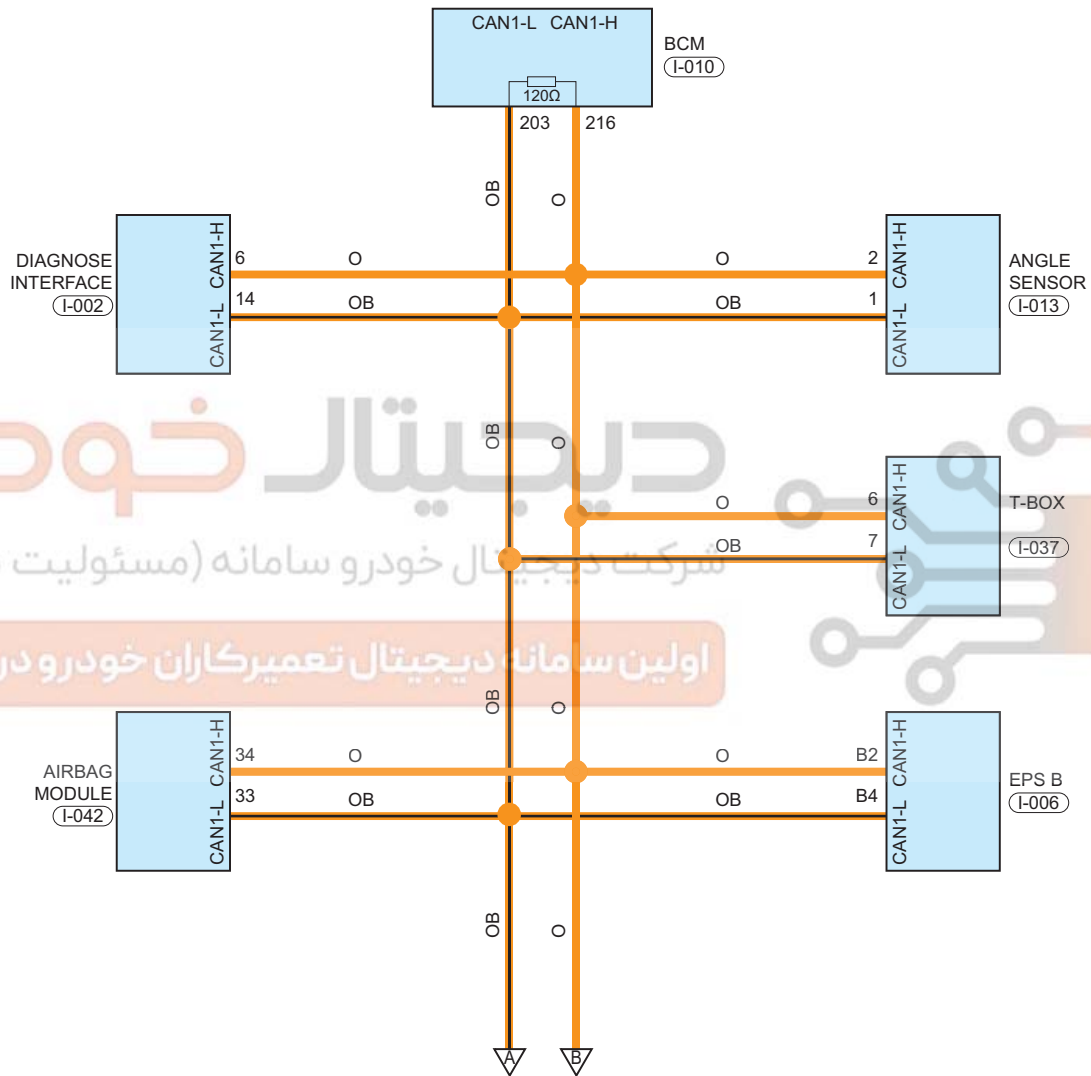 CAN1-L CAN1-H
BCM
I-010
120Ω
203 216
OB O
DIAGNOSE
INTERFACE
I-002
CAN1-H
CAN1-L
6 O
14 OB
O 2
OB 1
CAN1-H
CAN1-L
ANGLE
SENSOR
I-013
دیجیتال خودرو
OB O
O 6
OB 7
CAN1-H
CAN1-L
T-BOX
I-037
شرکت دیجیتال خودرو سامانه (مسئولیت
اولین سامانه دیجیتال تعمیرکاران خودرو در
OB O
AIRBAG
MODULE
I-042
CAN1-H
CAN1-L
34 O
33 OB
O B2
OB B4
CAN1-H
CAN1-L
EPS B
I-006
OB O
A B